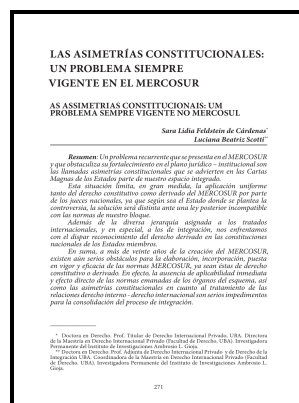 LAS ASIMETRÍAS CONSTITUCIONALES:
UN PROBLEMA SIEMPRE
VIGENTE EN EL MERCOSUR
AS ASSIMETRIAS CONSTITUCIONAIS: UM
PROBLEMA SEMPRE VIGENTE NO MERCOSUL
Sara Lidia Feldstein de Cárdenas*
Luciana Beatriz Scotti**
Resumen: Un problema recurrente que se presenta en el MERCOSUR
y que obstaculiza su fortalecimiento en el plano jurídico – institucional son
las llamadas asimetrías constitucionales que se advierten en las Cartas
Magnas de los Estados parte de nuestro espacio integrado.
Esta situación limita, en gran medida, la aplicación uniforme
tanto del derecho constitutivo como derivado del MERCOSUR por parte
de los jueces nacionales, ya que según sea el Estado donde se plantea la
controversia, la solución será distinta ante una ley posterior incompatible
con las normas de nuestro bloque.
Además de la diversa jerarquía asignada a los tratados
internacionales, y en especial, a los de integración, nos enfrentamos
con el dispar reconocimiento del derecho derivado en las constituciones
nacionales de los Estados miembros.
En suma, a más de veinte años de la creación del MERCOSUR,
existen aún serios obstáculos para la elaboración, incorporación, puesta
en vigor y eficacia de las normas MERCOSUR, ya sean éstas de derecho
constitutivo o derivado. En efecto, la ausencia de aplicabilidad inmediata
y efecto directo de las normas emanadas de los órganos del esquema, así
como las asimetrías constitucionales en cuanto al tratamiento de las
relaciones derecho interno - derecho internacional son serios impedimentos
para la consolidación del proceso de integración.
* Doctora en Derecho. Prof. Titular de Derecho Internacional Privado, UBA. Directora
de la Maestría en Derecho Internacional Privado (Facultad de Derecho, UBA). Investigadora
Permanente del Instituto de Investigaciones Ambrosio L. Gioja.
** Doctora en Derecho. Prof. Adjunta de Derecho Internacional Privado y de Derecho de la
Integración UBA. Coordinadora de la Maestría en Derecho Internacional Privado (Facultad de
Derecho, UBA). Investigadora Permanente del Instituto de Investigaciones Ambrosio L.
Gioja.
271